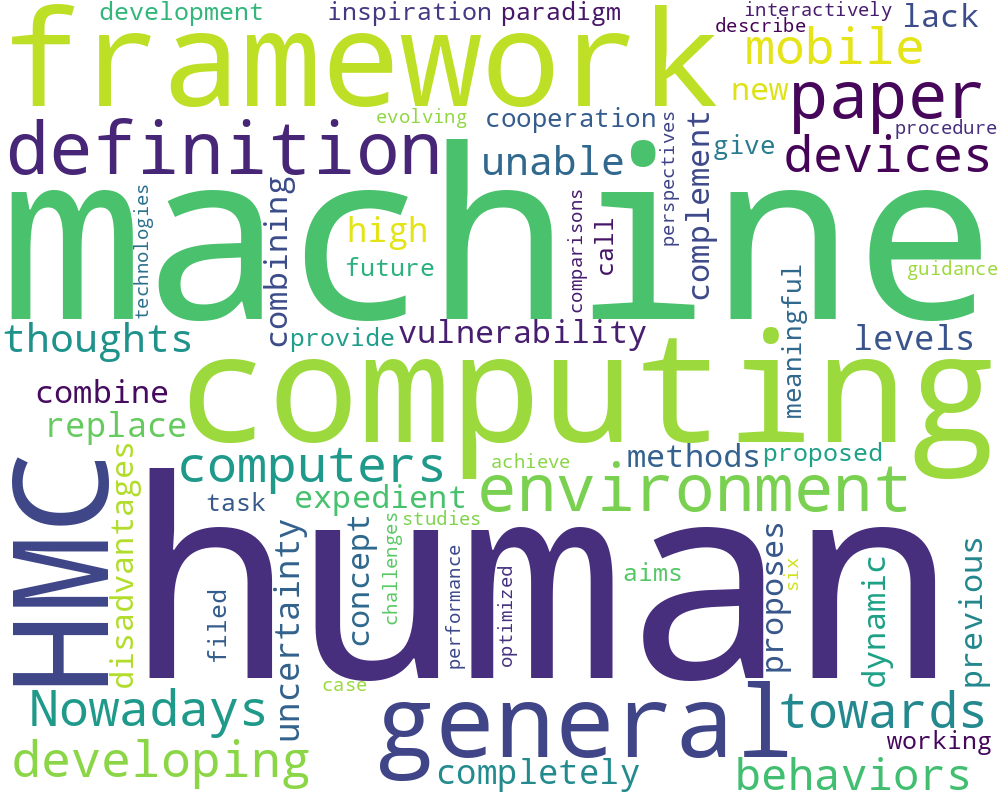 development
inspiration
paradigm
interactively
describe
lack
framework
mobile
new
paper
evolving
cooperation
procedure
definition
unable
perspectives
complement
give
devices
machine
technologies
combining
high
future
comparisons
call
guidance
thoughts
provide
vulnerability
meaningful
levels
computing
combine
replace
HMC
disadvantages
computers
achieve
methods
proposed
task
expedient
environment
human
filed
uncertainty
concept
challenges
studies
performance
optimized
aims
proposes
six
dynamic
previous
case
Nowadays
general
towards
working
developing
completely
behaviors